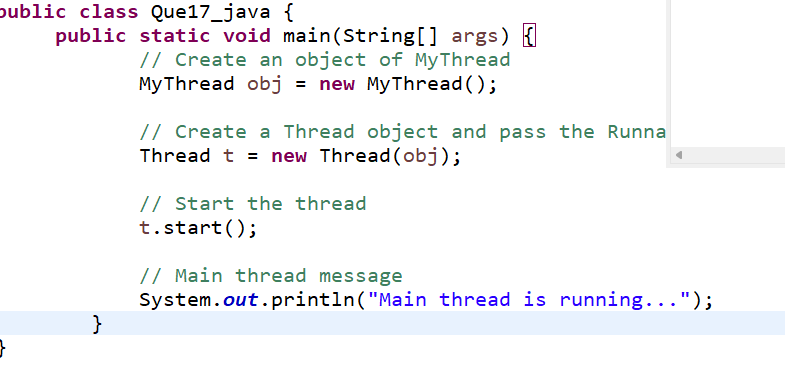 public class Que17_java {
public static void main(String[] args) {
// Create an object of MyThread
MyThread obj = new MyThread();
// Create a Thread object and pass the Runna
Thread t = new Thread(obj);
// Start the thread
t.start();
// Main thread message
System.out.println("Main thread is running...");
}
}